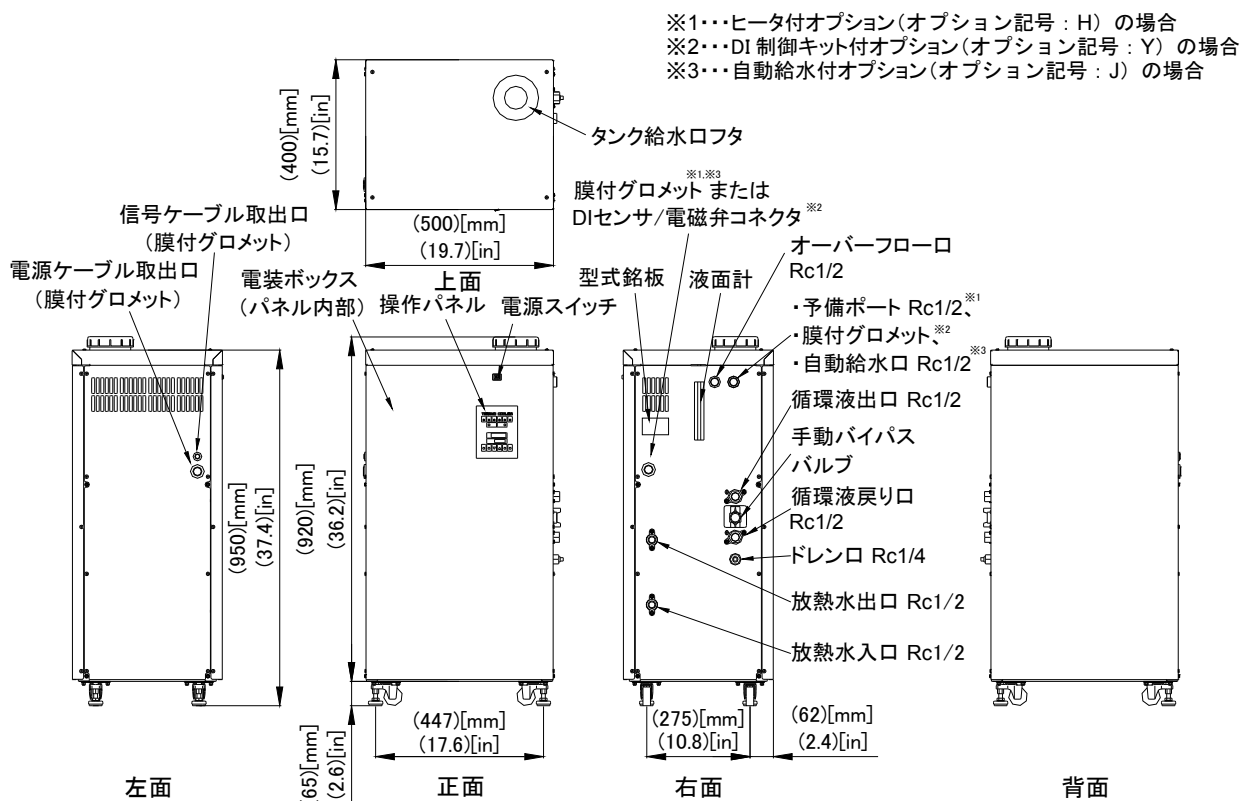 ※1・・・ヒータ付オプション(オプション記号：H) の場合
※2・・・DI 制御キット付オプション(オプション記号：Y) の場合
※3・・・自動給水付オプション(オプション記号：J) の場合
(400)[mm]
(15.7)[in]
タンク給水口フタ
(500)[mm]
(19.7)[in]
上面
信号ケーブル取出口
(膜付グロメット)
電源ケーブル取出口
(膜付グロメット)
電装ボックス
(パネル内部)
操作パネル
電源スイッチ
膜付グロメット※1,※3 または
DIセンサ/電磁弁コネクタ※2
型式銘板
液面計
オーバーフロー口
Rc1/2
・予備ポート Rc1/2※1、
・膜付グロメット、※2
・自動給水口 Rc1/2※3
循環液出口 Rc1/2
手動バイパス
バルブ
循環液戻り口
Rc1/2
ドレン口 Rc1/4
放熱水出口 Rc1/2
放熱水入口 Rc1/2
(950)[mm]
(37.4)[in]
(920)[mm]
(36.2)[in]
(65)[mm]
(2.6)[in]
(447)[mm]
(17.6)[in]
(275)[mm]
(10.8)[in]
(62)[mm]
(2.4)[in]
左面
正面
右面
背面